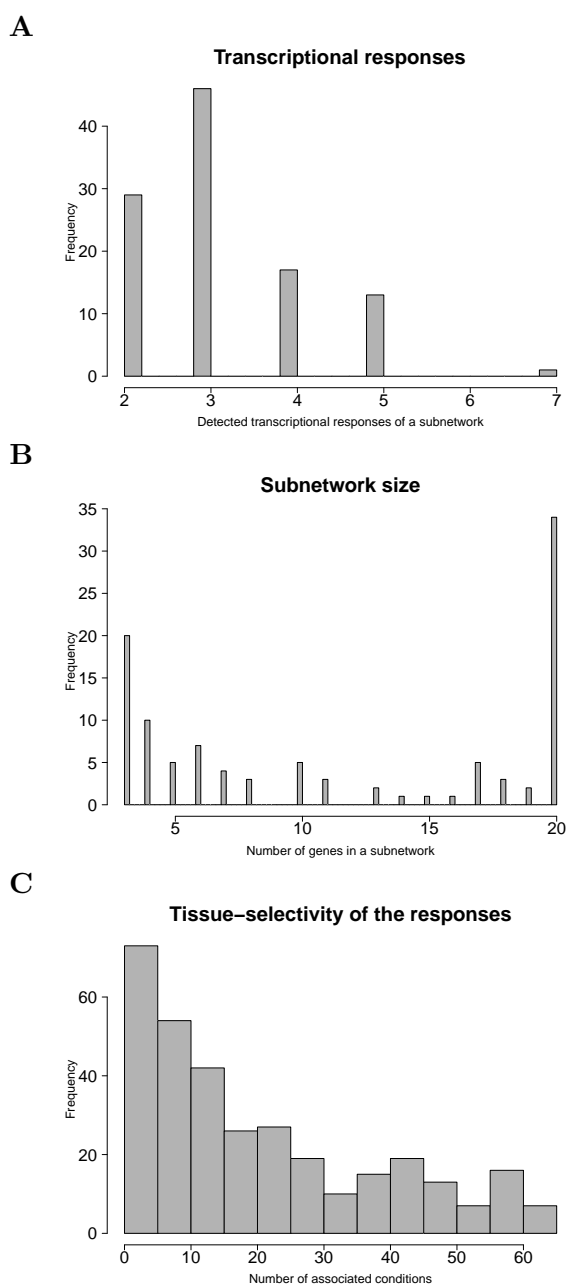 A
Transcriptional responses
Frequency
40
30
20
10
0
2 3 4 5 6 7
Detected transcriptional responses of a subnetwork
B
Subnetwork size
Frequency
35
30
25
20
15
10
5
0
5 10 15 20
Number of genes in a subnetwork
C
Tissue−selectivity of the responses
Frequency
60
40
20
0
0 10 20 30 40 50 60
Number of associated conditions